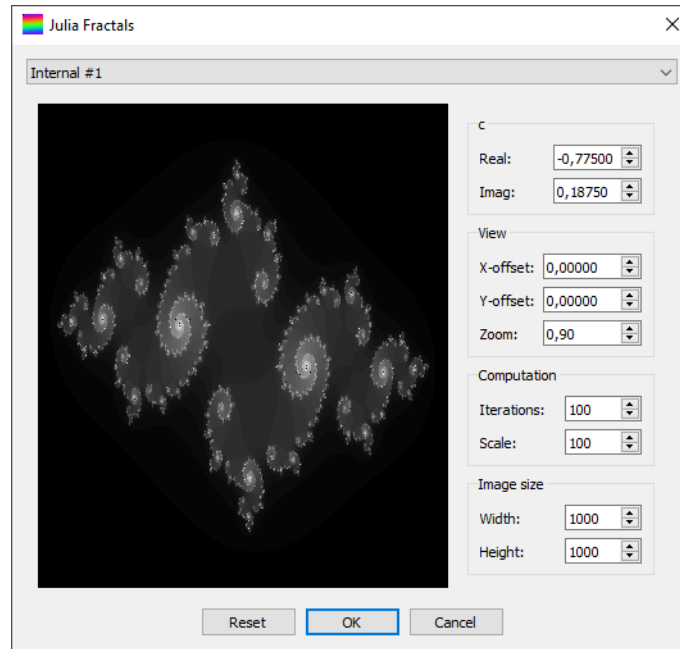 Julia Fractals
Internal #1
c
Real: -0,77500
Imag: 0,18750
View
X-offset: 0,00000
Y-offset: 0,00000
Zoom: 0,90
Computation
Iterations: 100
Scale: 100
Image size
Width: 1000
Height: 1000
Reset OK Cancel